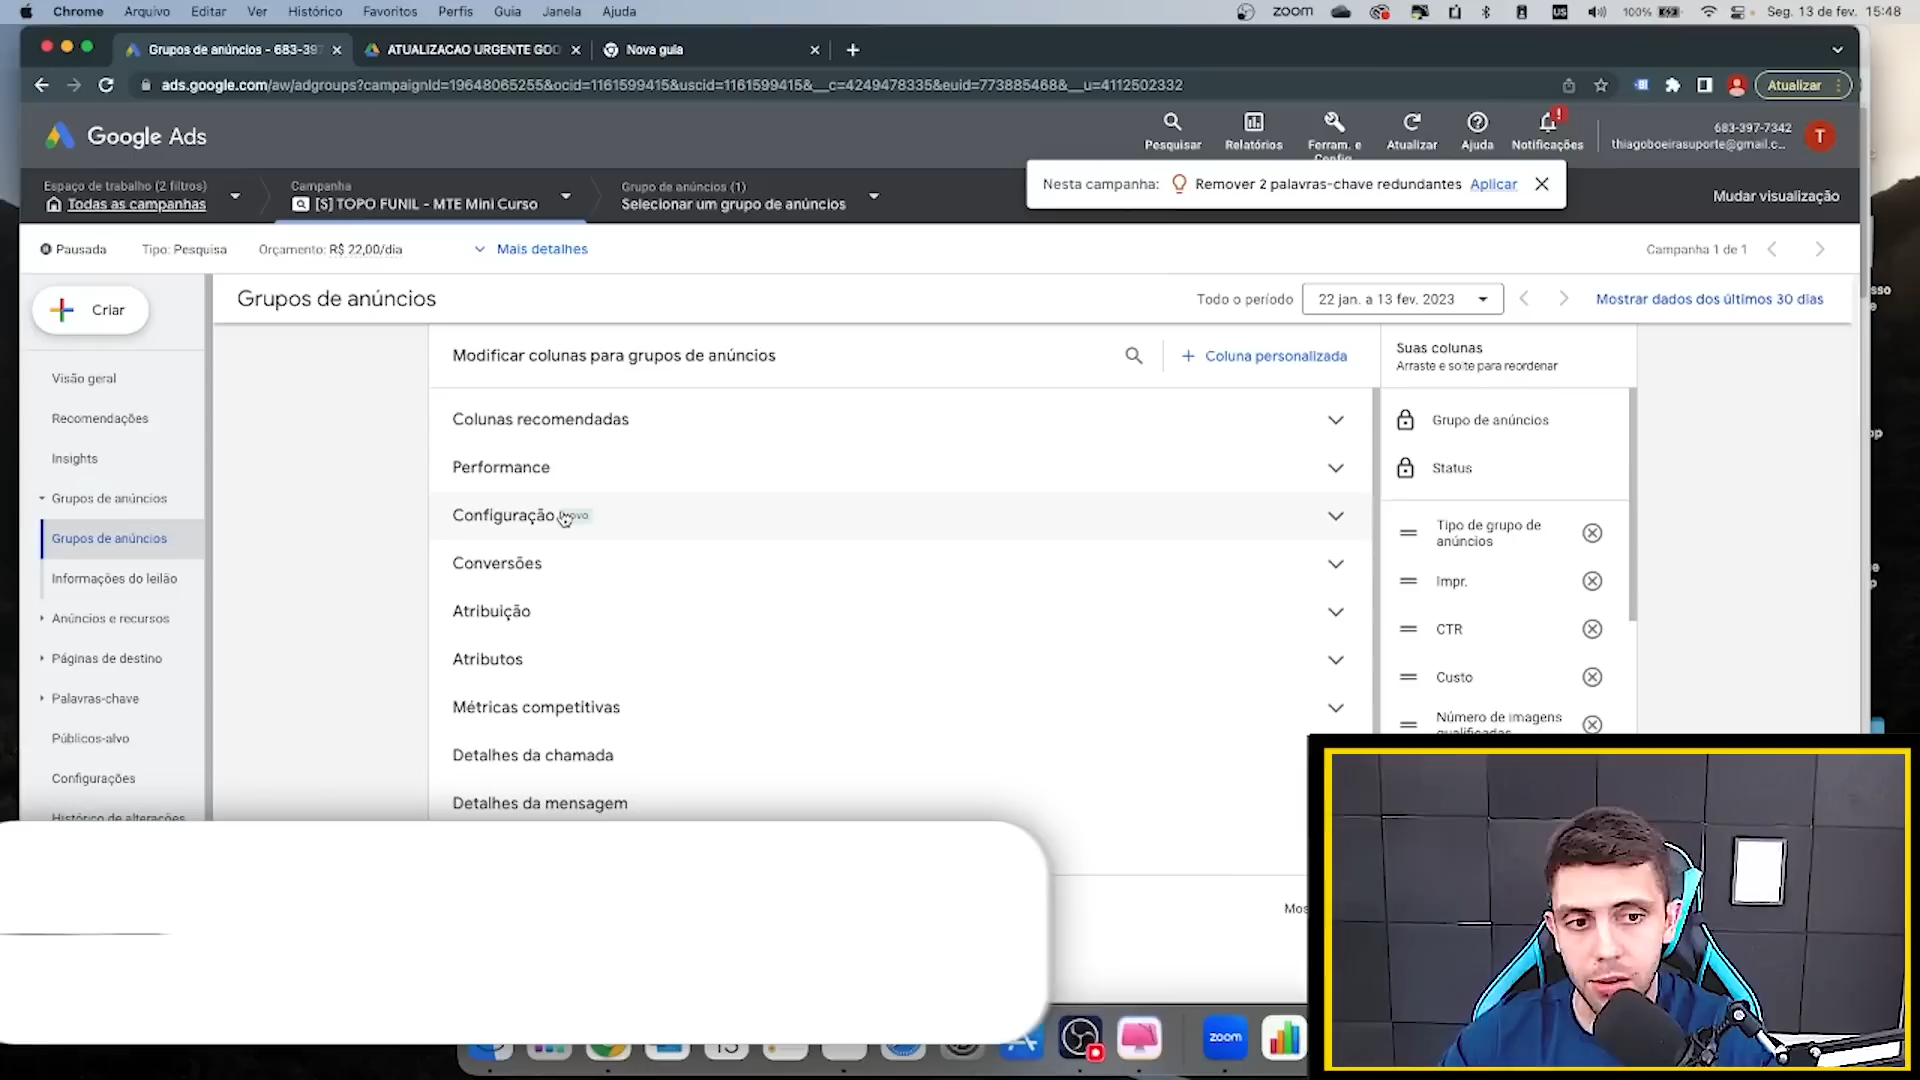 Chrome Arquivo Editar Ver Histórico Favoritos Perfis Guia Janela Ajuda
zoom US 100% Seg. 13 de fev. 15:48
Grupos de anúncios - 683-397
ATUALIZACAO URGENTE GOO
Nova guia
ads.google.com/aw/adgroups?campaignId=19648065255&ocid=1161599415&uscid=1161599415&__c=4249478335&euid=773885468&__u=4112502332
Atualizar
Google Ads
Pesquisar
Relatórios
Ferram. e
Config.
Atualizar
Ajuda
Notificações
683-397-7342
thiagoboeirasuporte@gmail.c...
T
Espaço de trabalho (2 filtros)
Todas as campanhas
Campanha
[S] TOPO FUNIL - MTE Mini Curso
Grupo de anúncios (1)
Selecionar um grupo de anúncios
Nesta campanha: Remover 2 palavras-chave redundantes Aplicar
Mudar visualização
Pausada
Tipo: Pesquisa
Orçamento: R$ 22,00/dia
Mais detalhes
Campanha 1 de 1
Criar
Grupos de anúncios
Todo o período
22 jan. a 13 fev. 2023
Mostrar dados dos últimos 30 dias
Visão geral
Recomendações
Insights
Grupos de anúncios
Grupos de anúncios
Informações do leilão
Anúncios e recursos
Páginas de destino
Palavras-chave
Públicos-alvo
Configurações
Histórico de alterações
Modificar colunas para grupos de anúncios
Coluna personalizada
Colunas recomendadas
Performance
Configuração
Conversões
Atribuição
Atributos
Métricas competitivas
Detalhes da chamada
Detalhes da mensagem
Suas colunas
Arraste e solte para reordenar
Grupo de anúncios
Status
Tipo de grupo de
anúncios
Impr.
CTR
Custo
Número de imagens
qualificadas
zoom